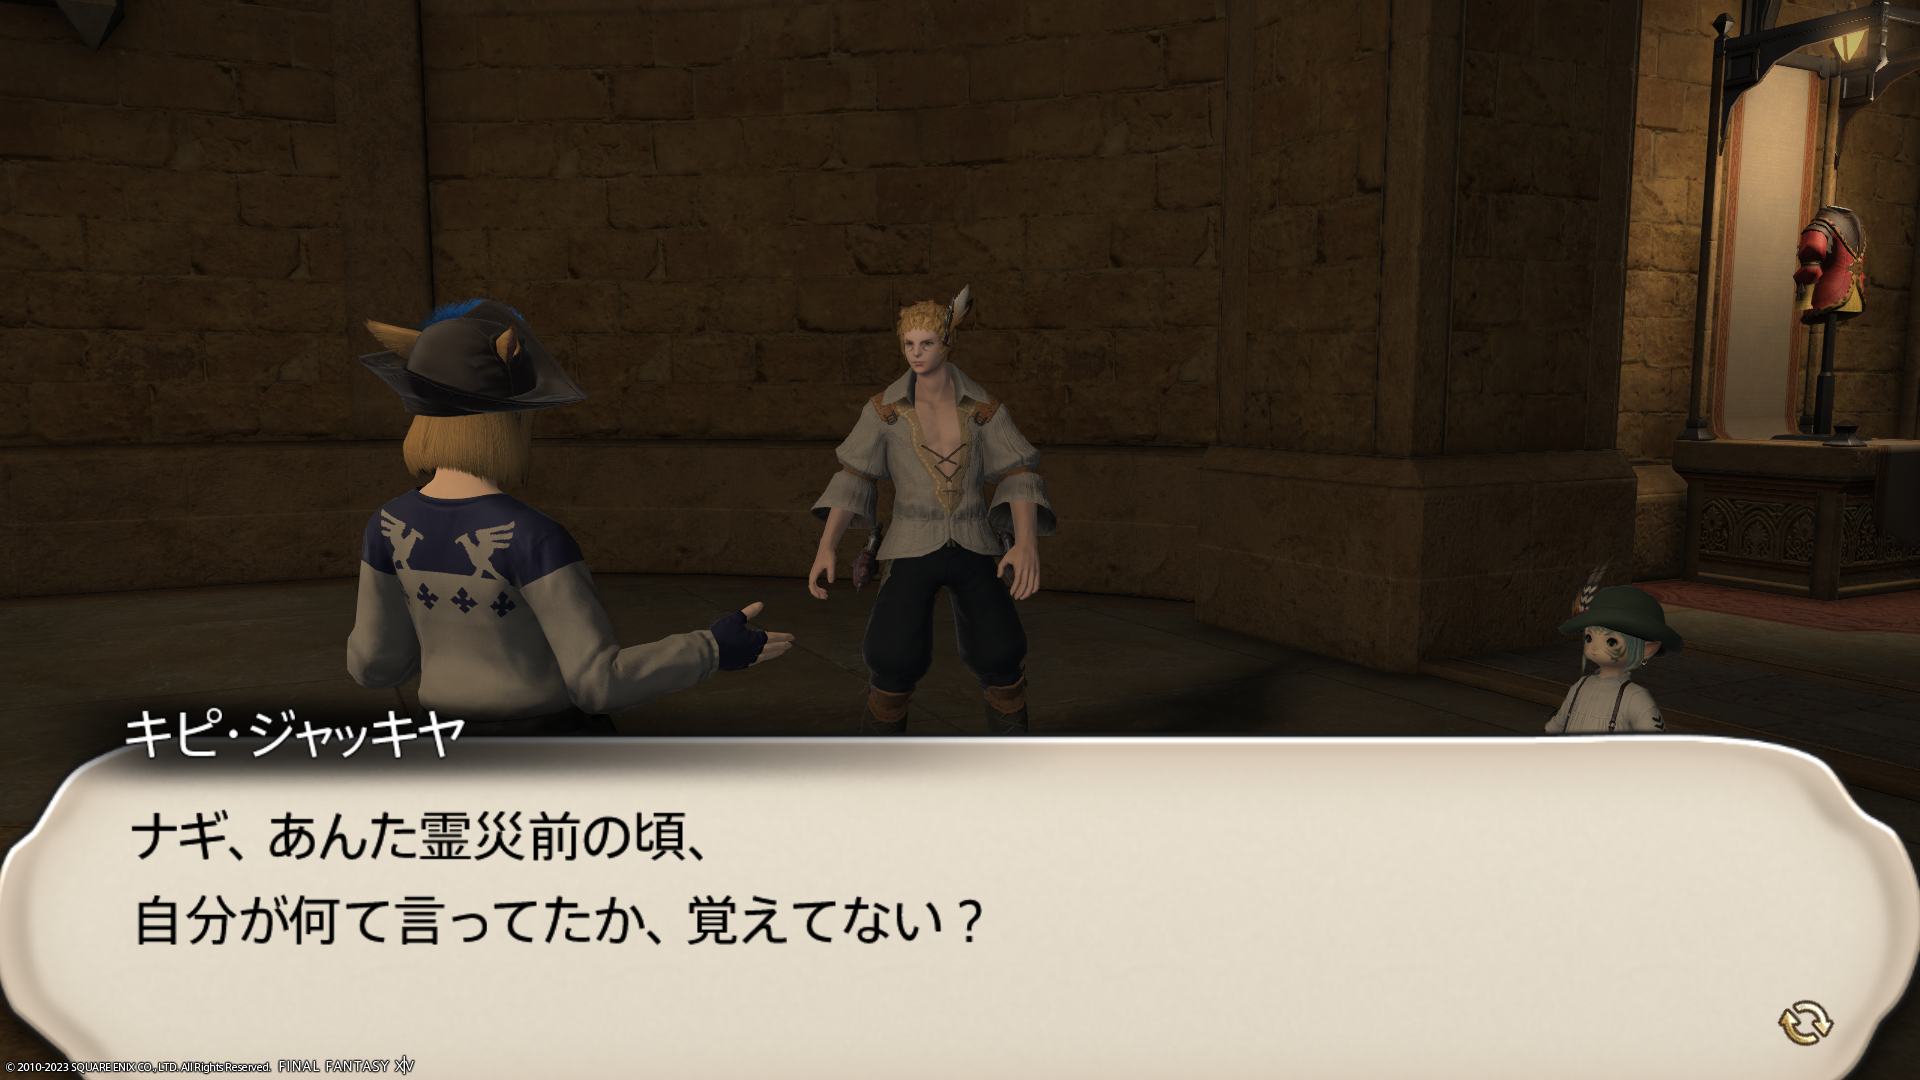 キピ・ジャッキヤ
ナギ、あんた霊災前の頃、
自分が何て言ってたか、覚えてない？
© 2010-2023 SQUARE ENIX CO., LTD. All Rights Reserved. FINAL FANTASY XIV